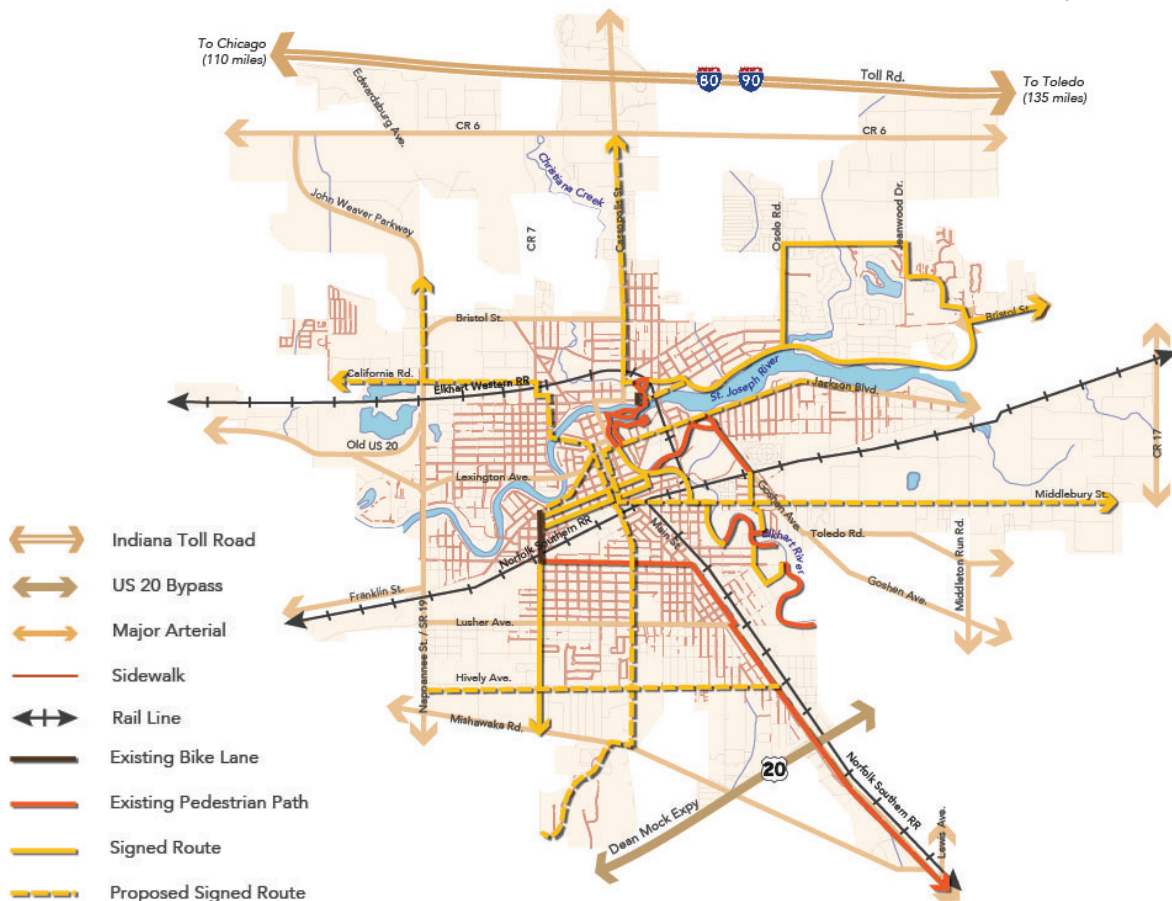 To Chicago
(110 miles)
80
90
Toll Rd.
To Toledo
(135 miles)
Edwardsburg Ave.
CR 6
CR 6
Christiana Creek
John Weaver Parkway
CR 7
Cassopolis St.
Osolo Rd.
Jeanwood Dr.
Bristol St.
Bristol St.
California Rd.
Elkhart Western RR
St. Joseph River
Jackson Blvd.
CR 17
Old US 20
Lexington Ave.
Goshen Ave.
Middlebury St.
Norfolk Southern RR
Main St.
Elkhart River
Toledo Rd.
Middleton Run Rd.
Goshen Ave.
Franklin St.
Nappanee St. / SR 19
Lusher Ave.
Hively Ave.
Mishawaka Rd.
20
Norfolk Southern RR
Dean Mock Expy
Lewis Ave.
Indiana Toll Road
US 20 Bypass
Major Arterial
Sidewalk
Rail Line
Existing Bike Lane
Existing Pedestrian Path
Signed Route
Proposed Signed Route